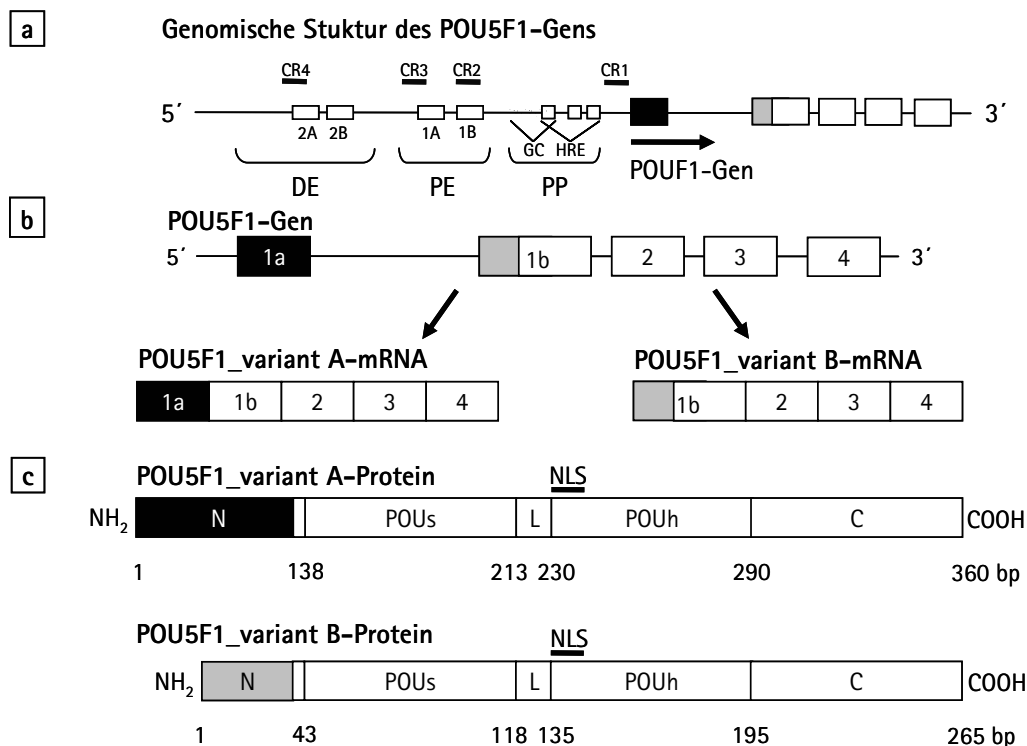 a
Genomische Stuktur des POU5F1-Gens
CR4 CR3 CR2 CR1
5´ 3´
2A 2B 1A 1B GC HRE
POUF1-Gen
DE PE PP
b
POU5F1-Gen
5´ 1a 1b 2 3 4 3´
POU5F1_variant A-mRNA POU5F1_variant B-mRNA
1a 1b 2 3 4 1b 2 3 4
c
POU5F1_variant A-Protein NLS
NH2 N POUs L POUh C COOH
1 138 213 230 290 360 bp
POU5F1_variant B-Protein NLS
NH2 N POUs L POUh C COOH
1 43 118 135 195 265 bp